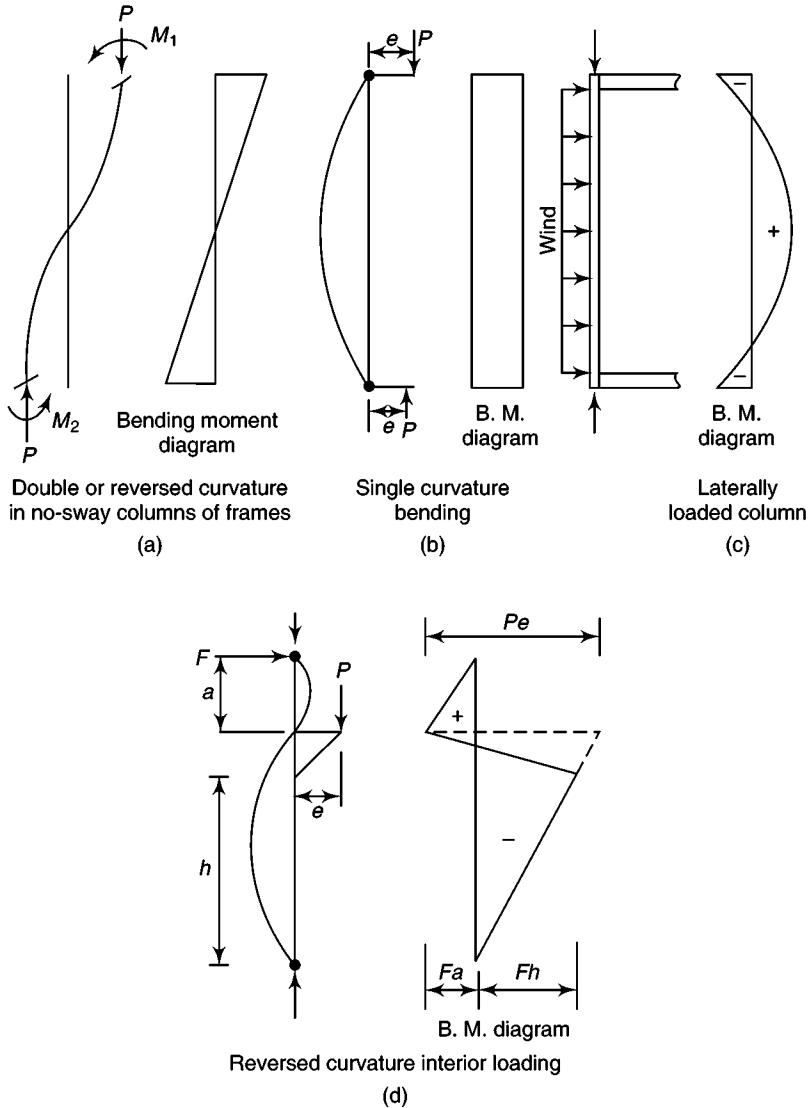 P
M₁
Bending moment
diagram
M₂
P
Double or reversed curvature
in no-sway columns of frames
(a)
e
P
e
P
B. M.
diagram
Single curvature
bending
(b)
Wind
–
+
–
B. M.
diagram
Laterally
loaded column
(c)
F
a
P
e
h
Pe
+
–
Fa
Fh
B. M. diagram
Reversed curvature interior loading
(d)